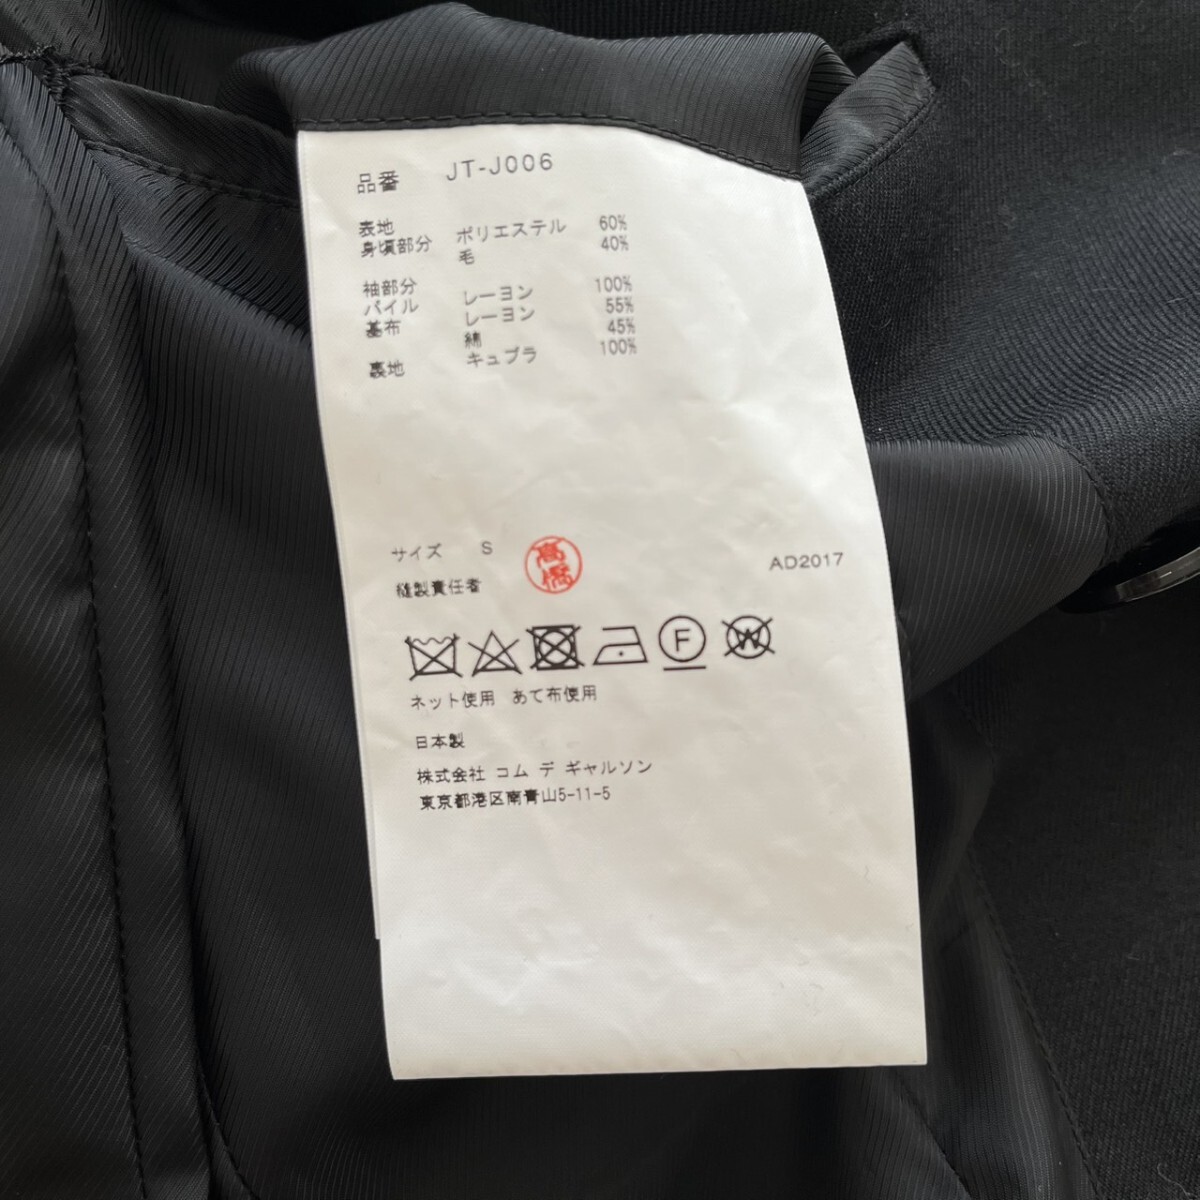 品番 JT-J006
表地
身頃部分 ポリエステル 60%
毛 40%
袖部分
パイル レーヨン 100%
基布 レーヨン 55%
綿 45%
裏地 キュプラ 100%
サイズ S
縫製責任者 髙橋
AD2017
F
W
ネット使用 あて布使用
日本製
株式会社 コム デ ギャルソン
東京都港区南青山5-11-5